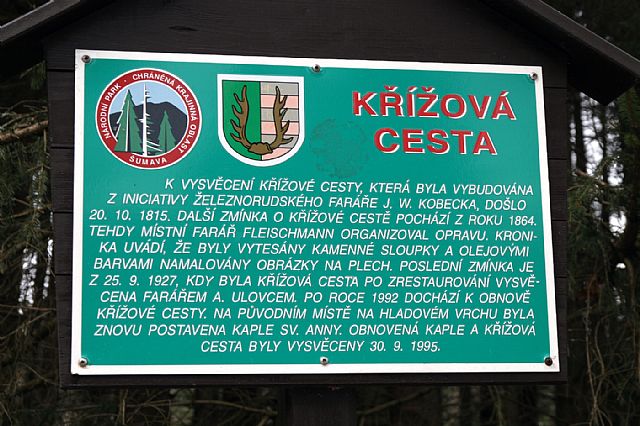 NÁRODNÍ PARK - CHRÁNĚNÁ KRAJINNÁ OBLAST
ŠUMAVA
KŘÍŽOVÁ
CESTA
K VYSVĚCENÍ KŘÍŽOVÉ CESTY, KTERÁ BYLA VYBUDOVÁNA
Z INICIATIVY ŽELEZNORUDSKÉHO FARÁŘE J, W. KOBECKA, DOŠLO
20. 10. 1815. DALŠÍ ZMÍNKA O KŘÍŽOVÉ CESTĚ POCHÁZÍ Z ROKU 1864.
TEHDY MÍSTNÍ FARÁŘ FLEISCHMANN ORGANIZOVAL OPRAVU. KRONI-
KA UVÁDÍ, ŽE BYLY VYTESÁNY KAMENNÉ SLOUPKY A OLEJOVÝMI
BARVAMI NAMALOVÁNY OBRÁZKY NA PLECH. POSLEDNÍ ZMÍNKA JE
Z 25. 9. 1927, KDY BYLA KŘÍŽOVÁ CESTA PO ZRESTAUROVÁNÍ VYSVĚ-
CENA FARÁŘEM A. ULOVCEM. PO ROCE 1992 DOCHÁZÍ K OBNOVĚ
KŘÍŽOVÉ CESTY. NA PŮVODNÍM MÍSTĚ NA HLADOVÉM VRCHU BYLA
ZNOVU POSTAVENA KAPLE SV. ANNY. OBNOVENÁ KAPLE A KŘÍŽOVÁ
CESTA BYLY VYSVĚCENY 30. 9. 1995.